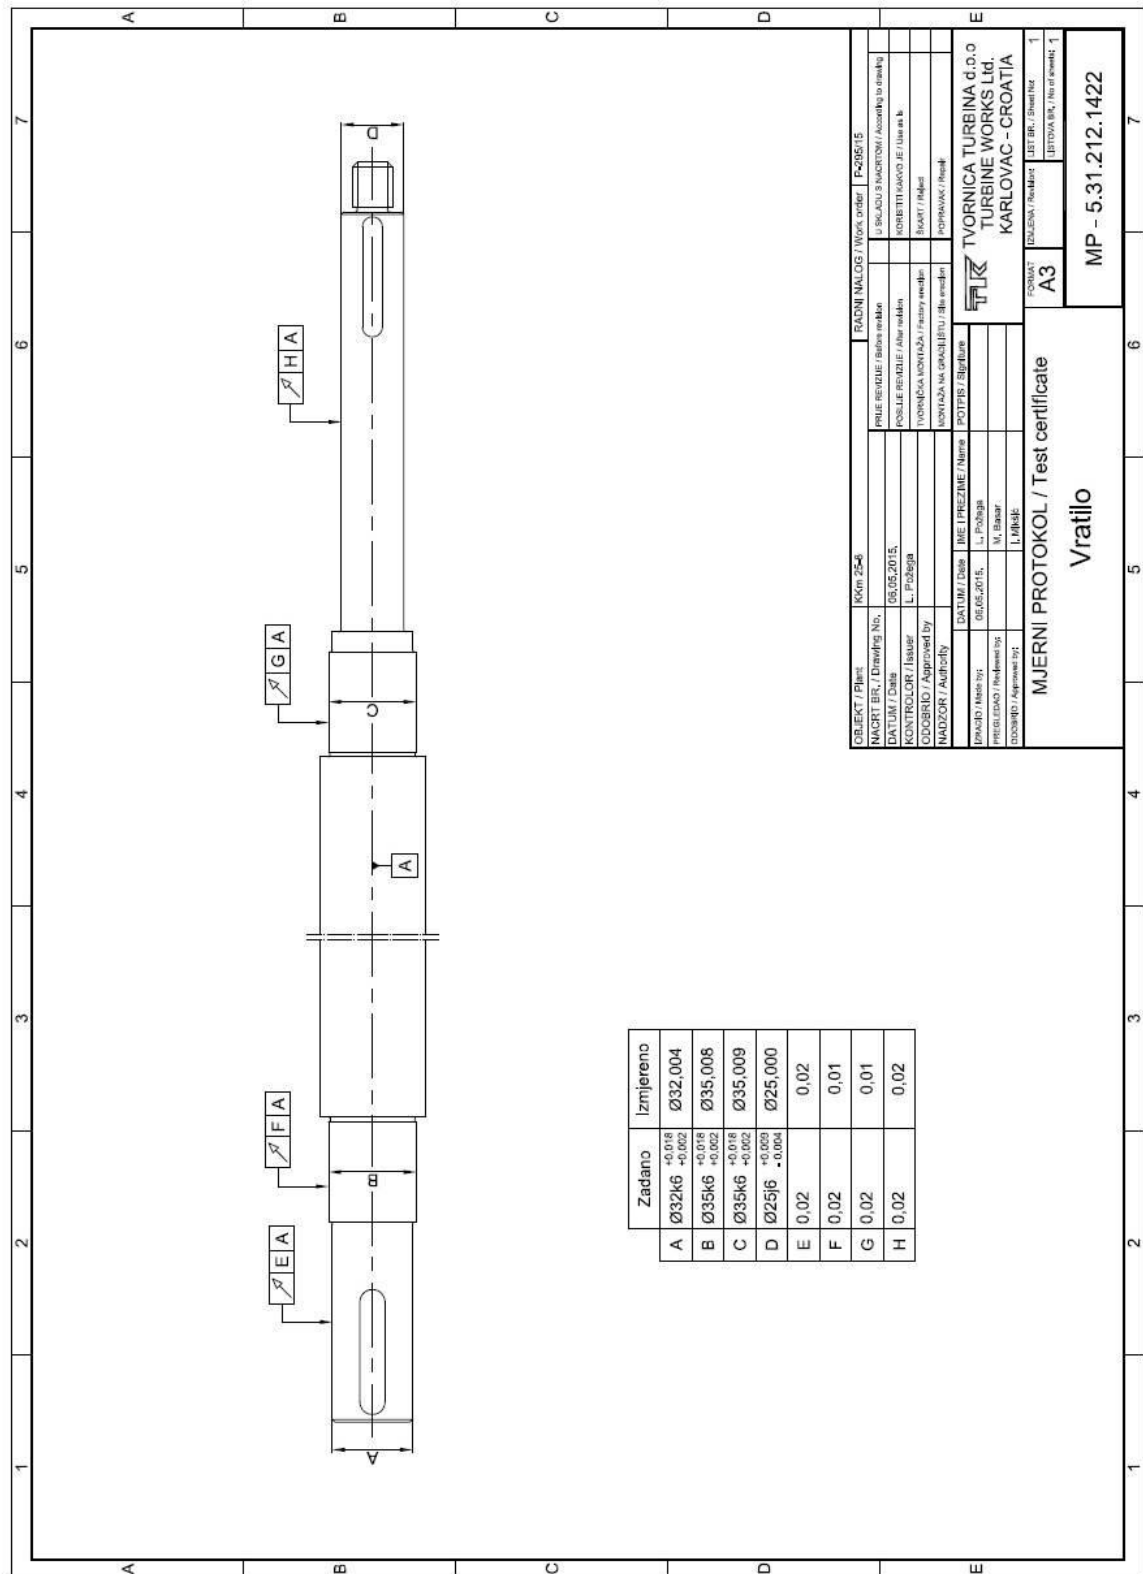 1 2 3 4 5 6 7
A
B
C
D
E
E A
F A
G A
H A
A
B
C
D
A
Zadano Izmjereno
A Ø32k6 +0,018 +0,002 Ø32,004
B Ø35k6 +0,018 +0,002 Ø35,008
C Ø35k6 +0,018 +0,002 Ø35,009
D Ø25j6 +0,009 - 0,004 Ø25,000
E 0,02 0,02
F 0,02 0,01
G 0,02 0,01
H 0,02 0,02
OBJEKT / Plant KKm 25-6 RADNI NALOG / Work order P-295/15
NACRT BR. / Drawing No. PRIJE REVIZIJE / Before revision U SKLADU S NACRTOM / According to drawing
DATUM / Date 06.05.2015. POSLIJE REVIZIJE / After revision KORISTITI KAKVO JE / Use as is
KONTROLOR / Issuer L. Požega TVORNIČKA MONTAŽA / Factory erection ŠKART / Reject
ODOBRIO / Approved by MONTAŽA NA GRADILIŠTU / Site erection POPRAVAK / Repair
NADZOR / Authority
DATUM / Date IME I PREZIME / Name POTPIS / Signature
IZRADIO / Made by: 06.05.2015. L. Požega
PREGLEDAO / Reviewed by: M. Basar
ODOBRIO / Approved by: I. Mikšić
TVORNICA TURBINA d.o.o
TURBINE WORKS Ltd.
KARLOVAC - CROATIA
MJERNI PROTOKOL / Test certificate
Vratilo
FORMAT
A3
IZMJENA / Revision:
LIST BR. / Sheet No: 1
LISTOVA BR. / No of sheets: 1
MP - 5.31.212.1422
A
B
C
D
E
1 2 3 4 5 6 7